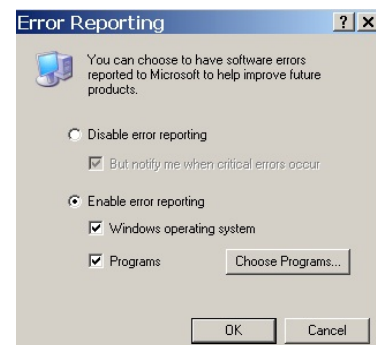 Error Reporting
You can choose to have software errors
reported to Microsoft to help improve future
products.
Disable error reporting
But notify me when critical errors occur
Enable error reporting
Windows operating system
Programs
Choose Programs...
OK
Cancel